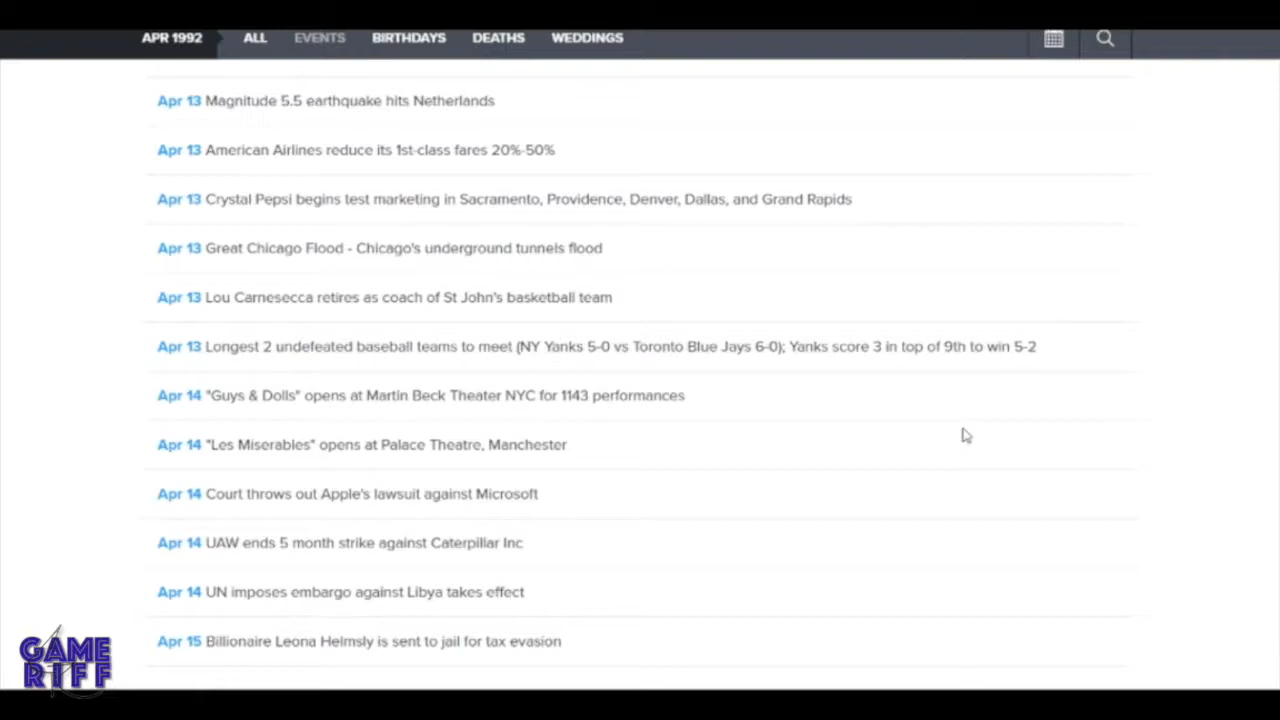 APR 1992 ALL EVENTS BIRTHDAYS DEATHS WEDDINGS
Apr 13 Magnitude 5.5 earthquake hits Netherlands
Apr 13 American Airlines reduce its 1st-class fares 20%-50%
Apr 13 Crystal Pepsi begins test marketing in Sacramento, Providence, Denver, Dallas, and Grand Rapids
Apr 13 Great Chicago Flood - Chicago's underground tunnels flood
Apr 13 Lou Carnesecca retires as coach of St John's basketball team
Apr 13 Longest 2 undefeated baseball teams to meet (NY Yanks 5-0 vs Toronto Blue Jays 6-0); Yanks score 3 in top of 9th to win 5-2
Apr 14 "Guys & Dolls" opens at Martin Beck Theater NYC for 1143 performances
Apr 14 "Les Miserables" opens at Palace Theatre, Manchester
Apr 14 Court throws out Apple's lawsuit against Microsoft
Apr 14 UAW ends 5 month strike against Caterpillar Inc
Apr 14 UN imposes embargo against Libya takes effect
Apr 15 Billionaire Leona Helmsly is sent to jail for tax evasion
GAME
RIFF